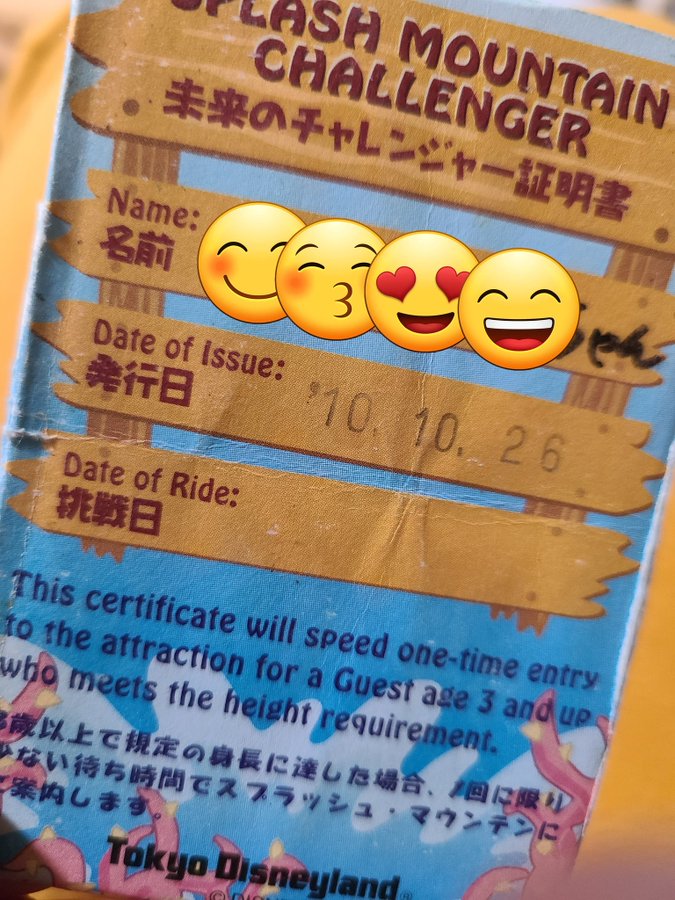 SPLASH MOUNTAIN
CHALLENGER
未来のチャレンジャー証明書
Name:
名前
ちゃん
Date of Issue:
発行日
'10. 10. 26
Date of Ride:
挑戦日
This certificate will speed one-time entry
to the attraction for a Guest age 3 and up
who meets the height requirement.
3歳以上で規定の身長に達した場合、1回に限り
少ない待ち時間でスプラッシュ・マウンテンに
ご案内します。
Tokyo Disneyland®